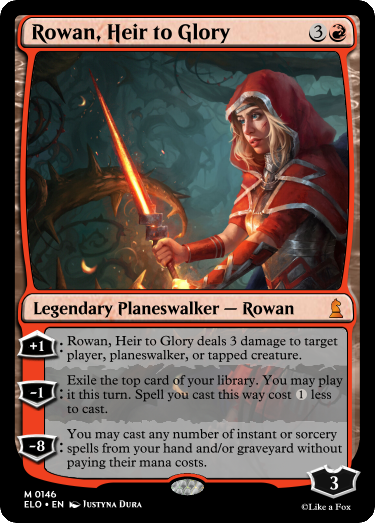 Rowan, Heir to Glory 3
Legendary Planeswalker — Rowan
+1: Rowan, Heir to Glory deals 3 damage to target
player, planeswalker, or tapped creature.
-1: Exile the top card of your library. You may play
it this turn. Spell you cast this way cost 1 less
to cast.
-8: You may cast any number of instant or sorcery
spells from your hand and/or graveyard without
paying their mana costs.
3
M 0146
ELO • EN Justyna Dura
©Like a Fox